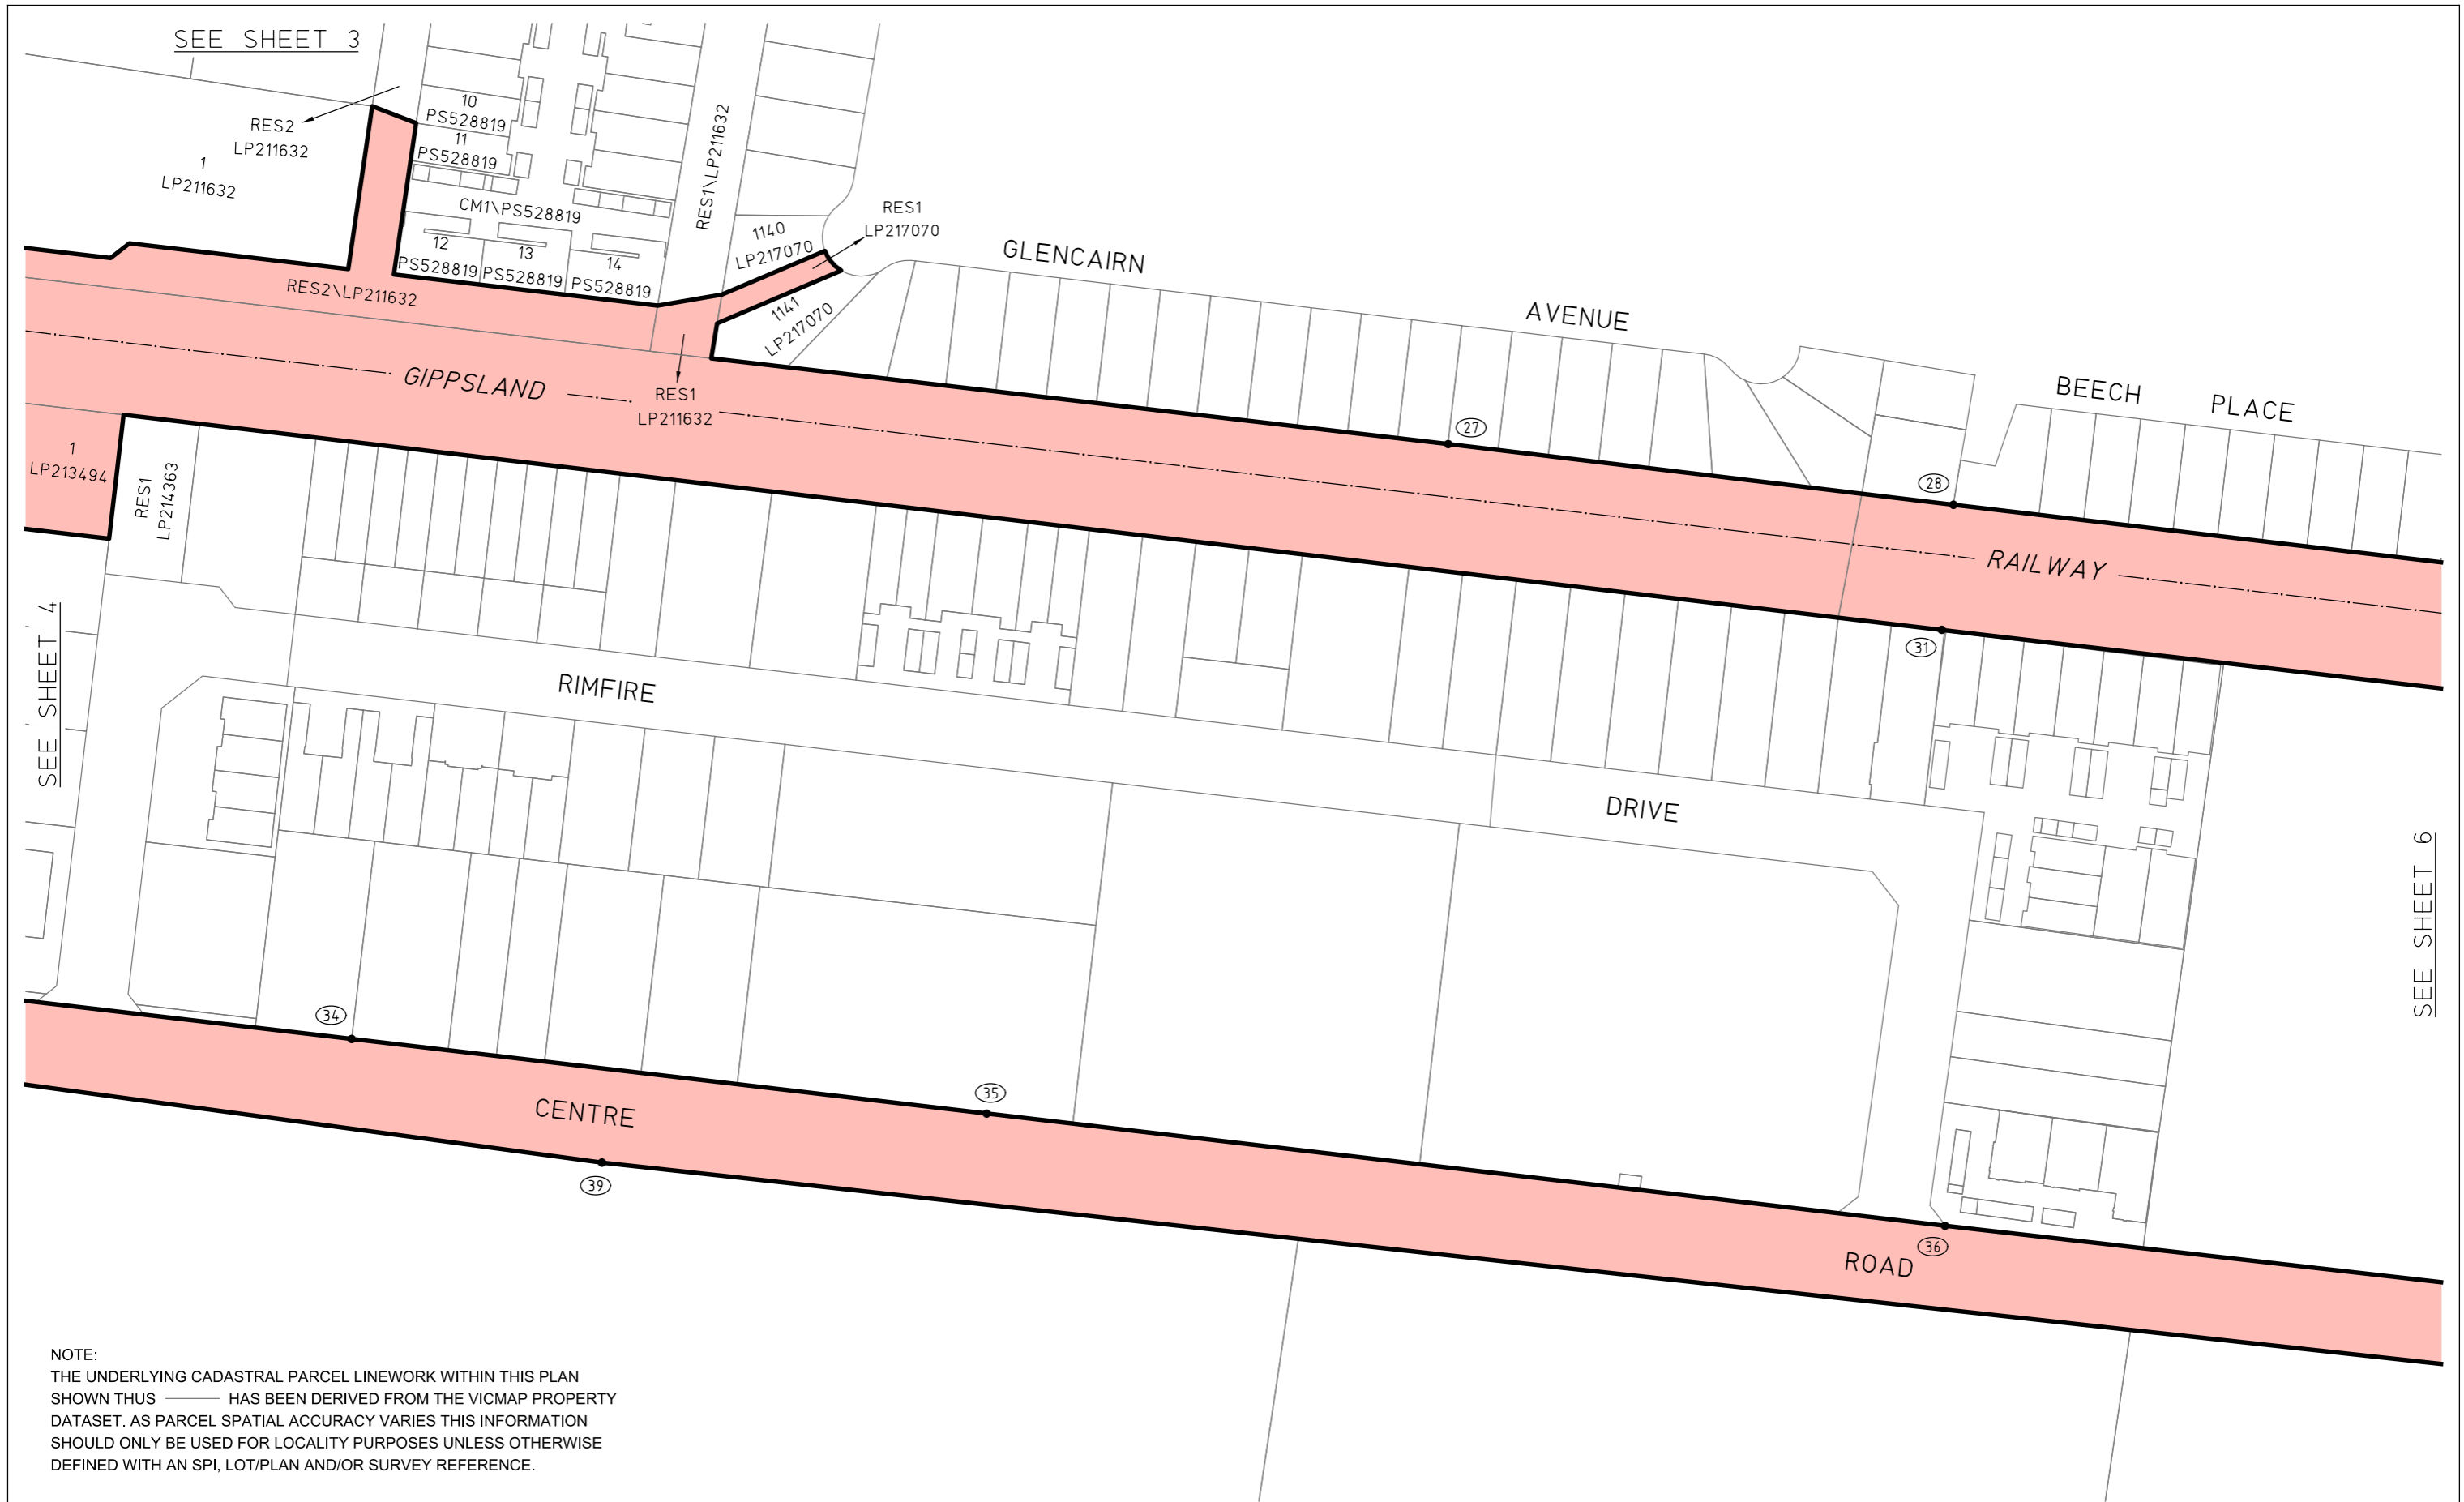 SEE SHEET 3
10
PS528819
11
PS528819
RES2
LP211632
1
LP211632
CM1\PS528819
RES1\LP211632
12
PS528819
13
PS528819
14
PS528819
1140
LP217070
RES1
LP217070
1141
LP217070
RES2\LP211632
GLENCAIRN
AVENUE
BEECH PLACE
GIPPSLAND
RES1
LP211632
27
28
1
LP213494
RES1
LP214363
RAILWAY
31
SEE SHEET 4
RIMFIRE
DRIVE
SEE SHEET 6
34
35
CENTRE
39
36
ROAD
NOTE:
THE UNDERLYING CADASTRAL PARCEL LINEWORK WITHIN THIS PLAN
SHOWN THUS HAS BEEN DERIVED FROM THE VICMAP PROPERTY
DATASET. AS PARCEL SPATIAL ACCURACY VARIES THIS INFORMATION
SHOULD ONLY BE USED FOR LOCALITY PURPOSES UNLESS OTHERWISE
DEFINED WITH AN SPI, LOT/PLAN AND/OR SURVEY REFERENCE.